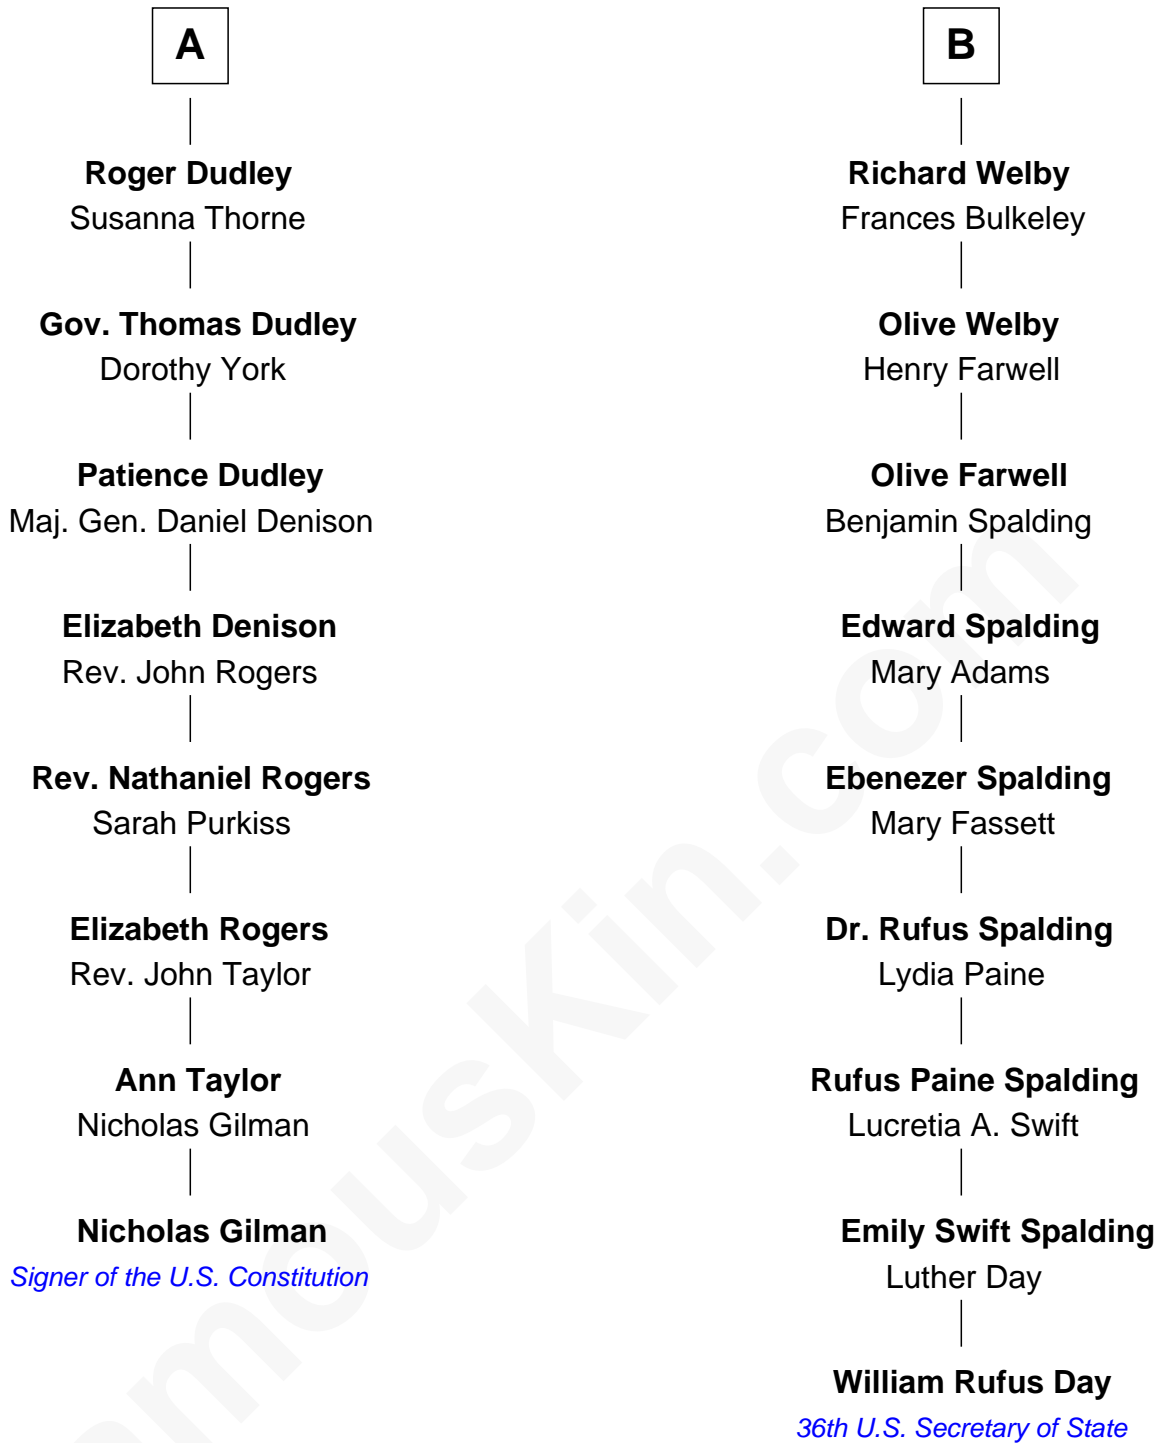 A
Roger Dudley
Susanna Thorne
Gov. Thomas Dudley
Dorothy York
Patience Dudley
Maj. Gen. Daniel Denison
Elizabeth Denison
Rev. John Rogers
Rev. Nathaniel Rogers
Sarah Purkiss
Elizabeth Rogers
Rev. John Taylor
Ann Taylor
Nicholas Gilman
Nicholas Gilman
Signer of the U.S. Constitution
B
Richard Welby
Frances Bulkeley
Olive Welby
Henry Farwell
Olive Farwell
Benjamin Spalding
Edward Spalding
Mary Adams
Ebenezer Spalding
Mary Fassett
Dr. Rufus Spalding
Lydia Paine
Rufus Paine Spalding
Lucretia A. Swift
Emily Swift Spalding
Luther Day
William Rufus Day
36th U.S. Secretary of State
amouskin.com